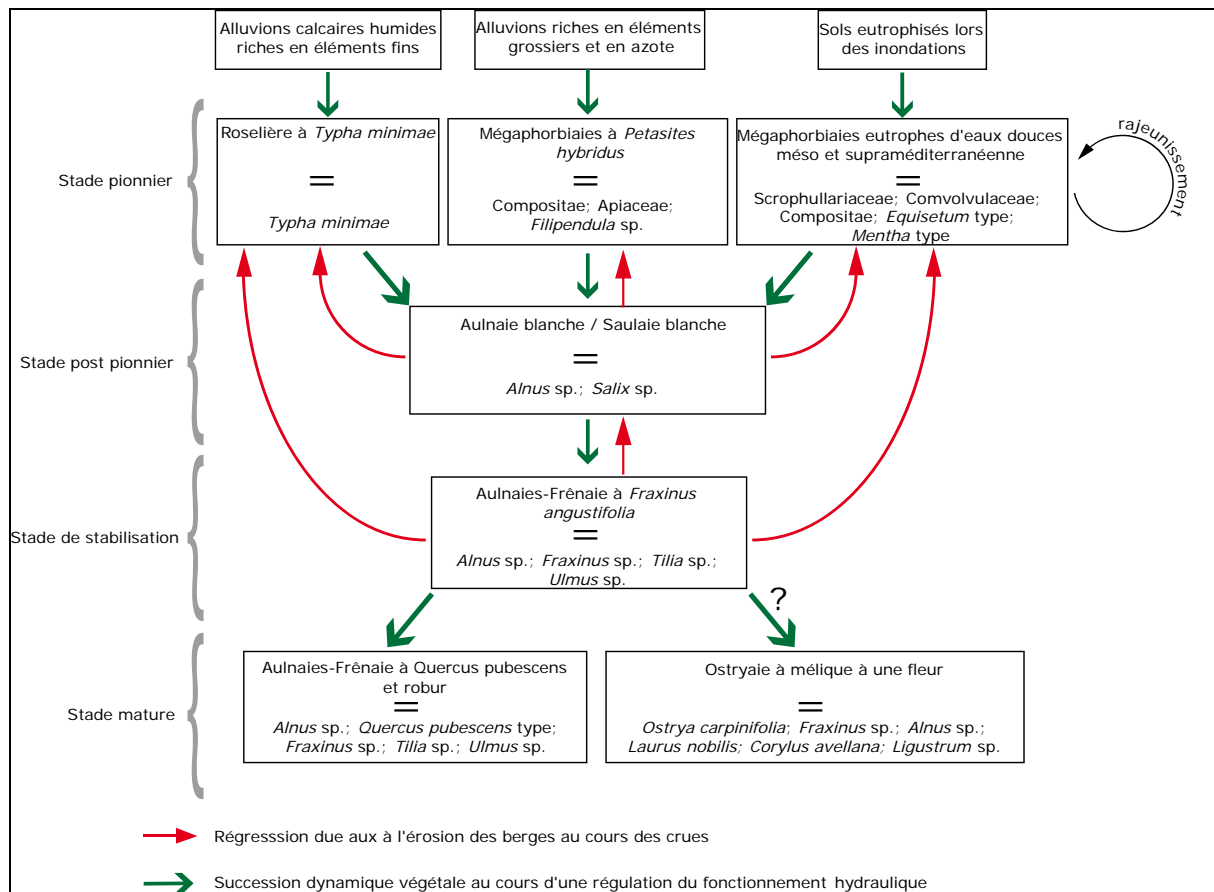 Alluvions calcaires humides
riches en éléments fins
Alluvions riches en éléments
grossiers et en azote
Sols eutrophisés lors
des inondations
Stade pionnier
Roselière à Typha minimae
=
Typha minimae
Mégaphorbiaies à Petasites
hybridus
=
Compositae; Apiaceae;
Filipendula sp.
Mégaphorbiaies eutrophes d'eaux douces
méso et supraméditerranéenne
=
Scrophullariaceae; Comvolvulaceae;
Compositae; Equisetum type;
Mentha type
rajeunissement
Stade post pionnier
Aulnaie blanche / Saulaie blanche
=
Alnus sp.; Salix sp.
Stade de stabilisation
Aulnaies-Frênaie à Fraxinus
angustifolia
=
Alnus sp.; Fraxinus sp.; Tilia sp.;
Ulmus sp.
?
Stade mature
Aulnaies-Frênaie à Quercus pubescens
et robur
=
Alnus sp.; Quercus pubescens type;
Fraxinus sp.; Tilia sp.; Ulmus sp.
Ostryaie à mélique à une fleur
=
Ostrya carpinifolia; Fraxinus sp.; Alnus sp.;
Laurus nobilis; Corylus avellana; Ligustrum sp.
Régresssion due aux à l'érosion des berges au cours des crues
Succession dynamique végétale au cours d'une régulation du fonctionnement hydraulique